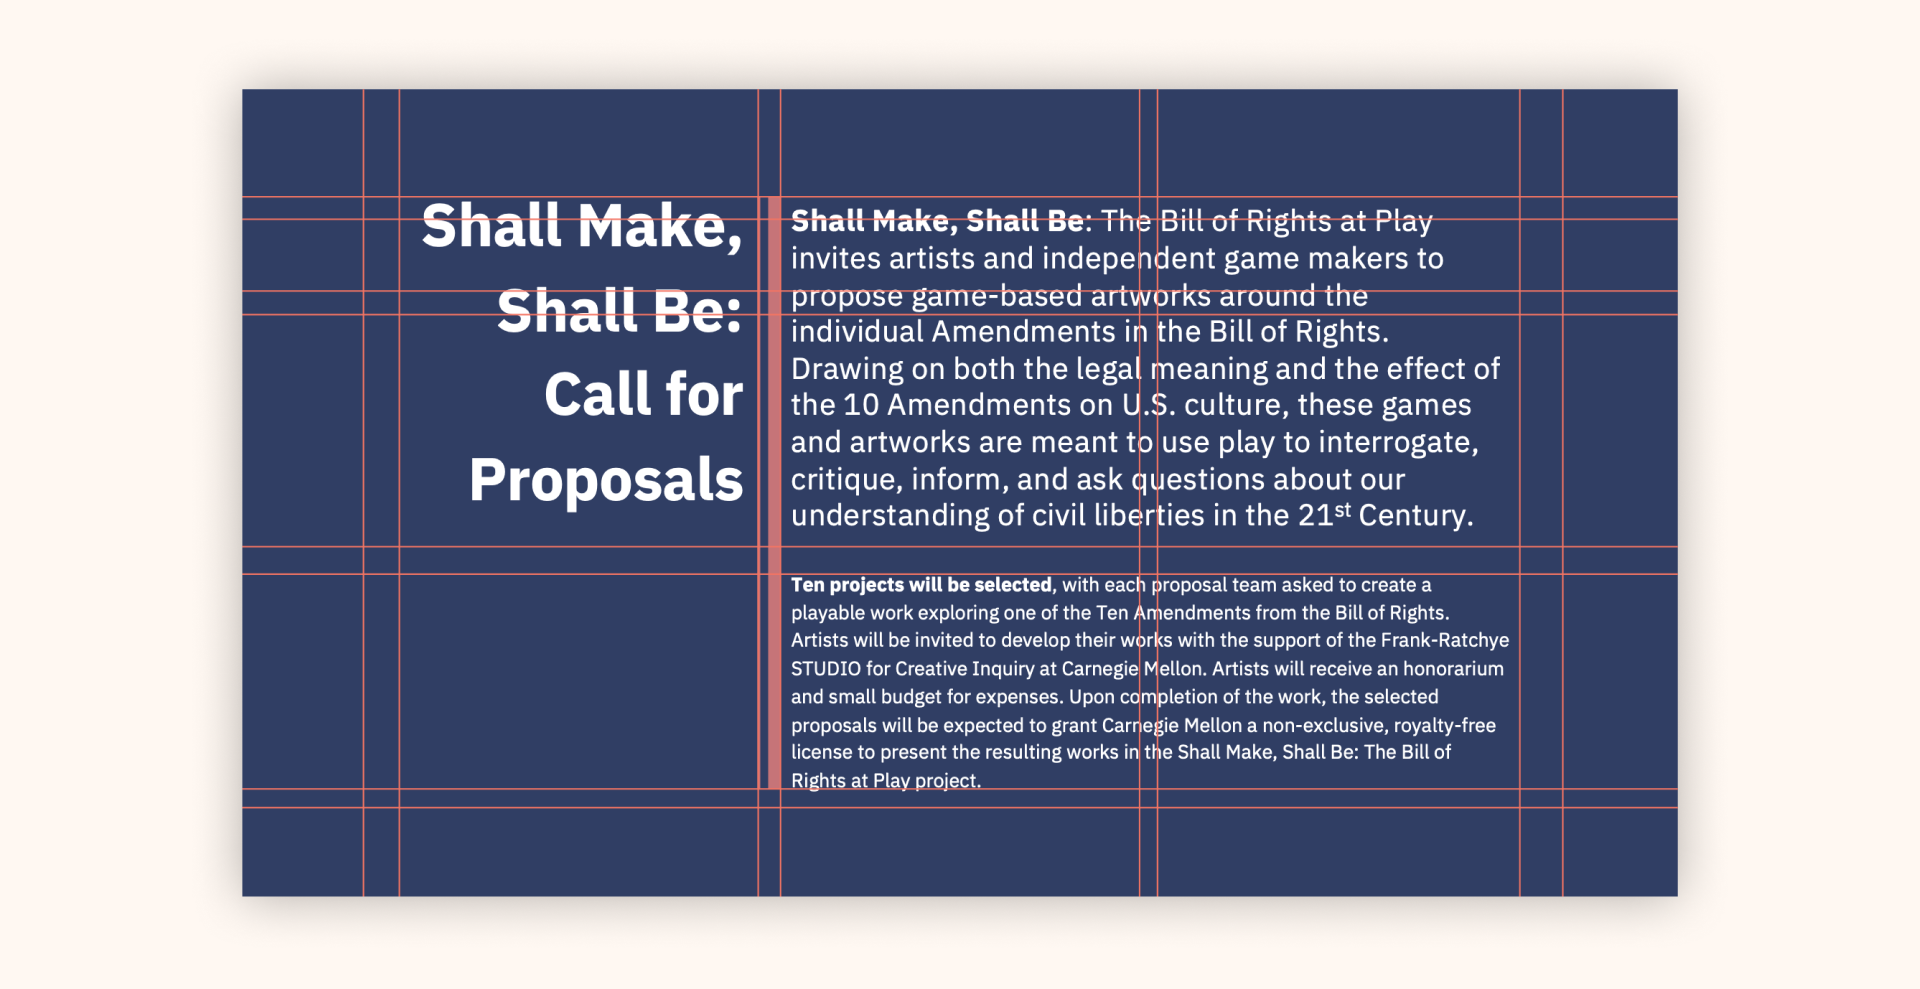 Shall Make,
Shall Be:
Call for
Proposals
Shall Make, Shall Be: The Bill of Rights at Play
invites artists and independent game makers to
propose game-based artworks around the
individual Amendments in the Bill of Rights.
Drawing on both the legal meaning and the effect of
the 10 Amendments on U.S. culture, these games
and artworks are meant to use play to interrogate,
critique, inform, and ask questions about our
understanding of civil liberties in the 21st Century.
Ten projects will be selected, with each proposal team asked to create a
playable work exploring one of the Ten Amendments from the Bill of Rights.
Artists will be invited to develop their works with the support of the Frank-Ratchye
STUDIO for Creative Inquiry at Carnegie Mellon. Artists will receive an honorarium
and small budget for expenses. Upon completion of the work, the selected
proposals will be expected to grant Carnegie Mellon a non-exclusive, royalty-free
license to present the resulting works in the Shall Make, Shall Be: The Bill of
Rights at Play project.